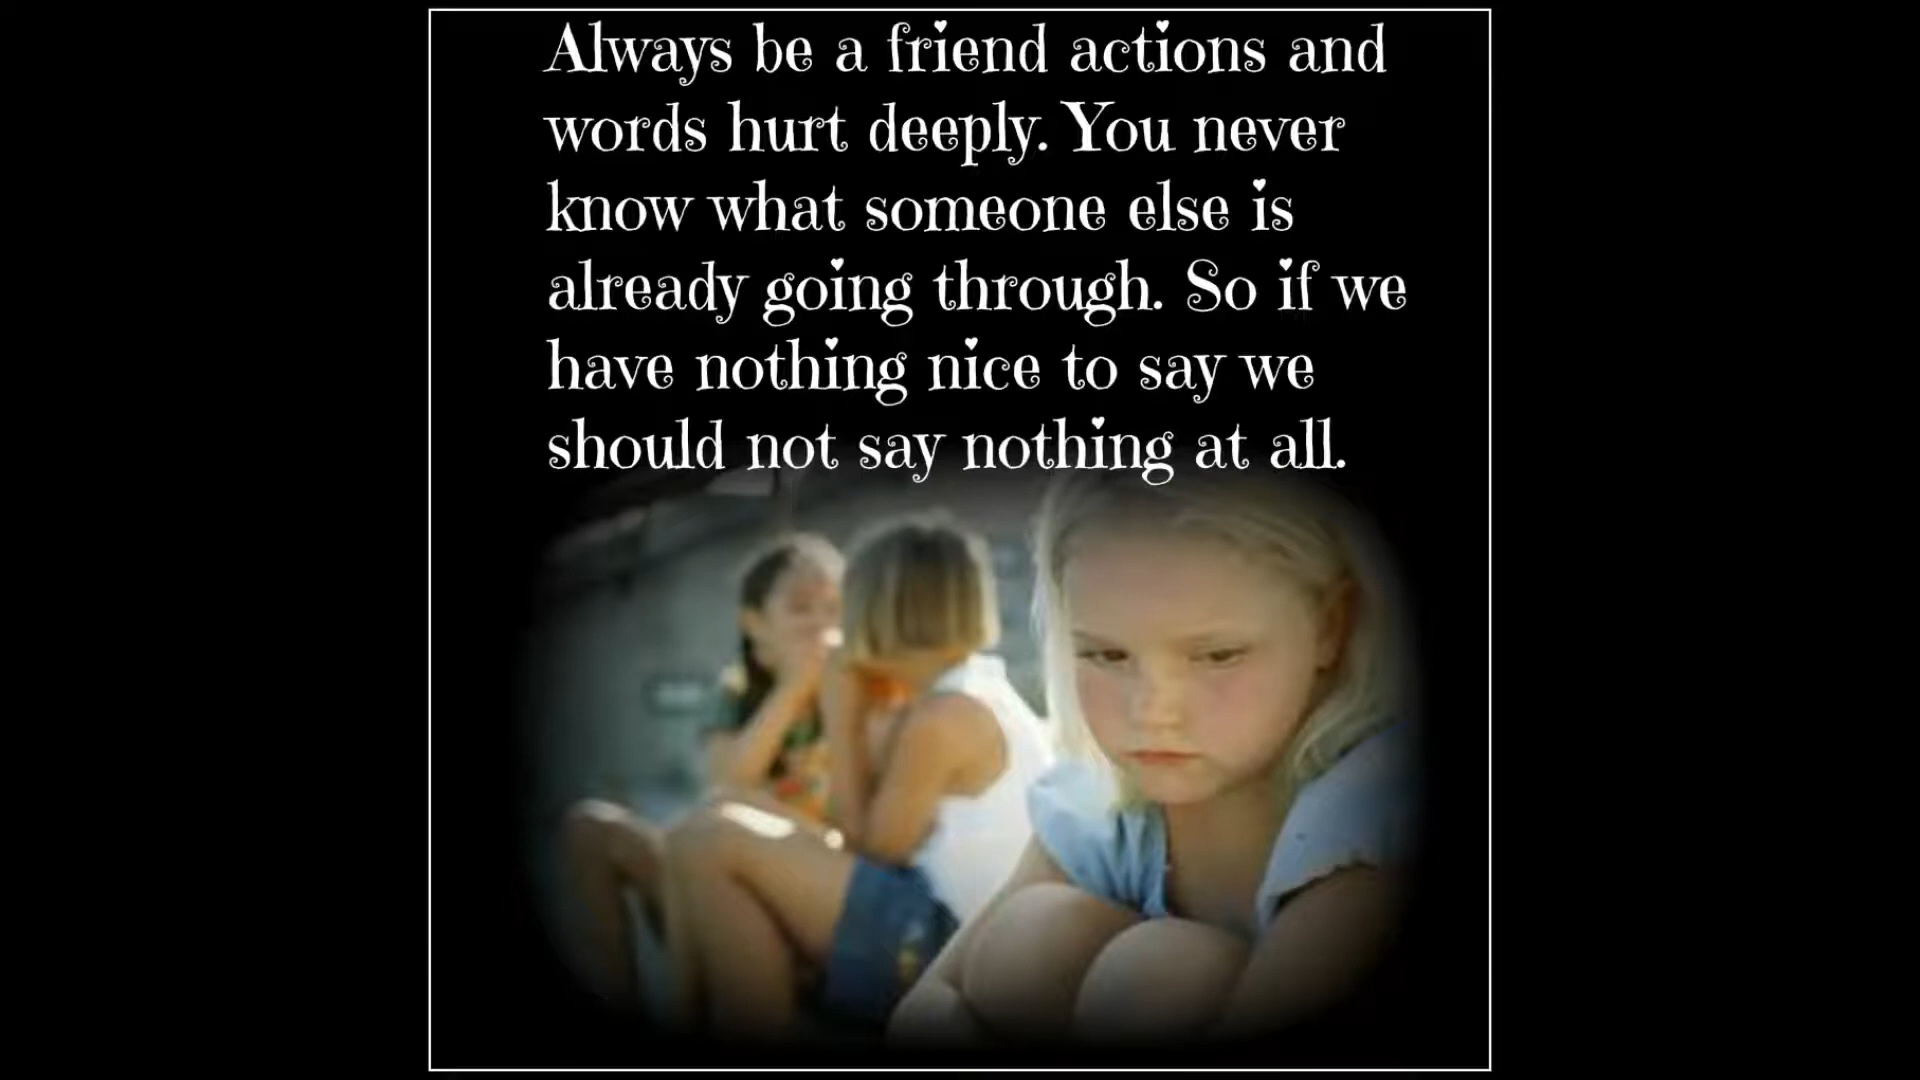 Always be a friend actions and
words hurt deeply. You never
know what someone else is
already going through. So if we
have nothing nice to say we
should not say nothing at all.